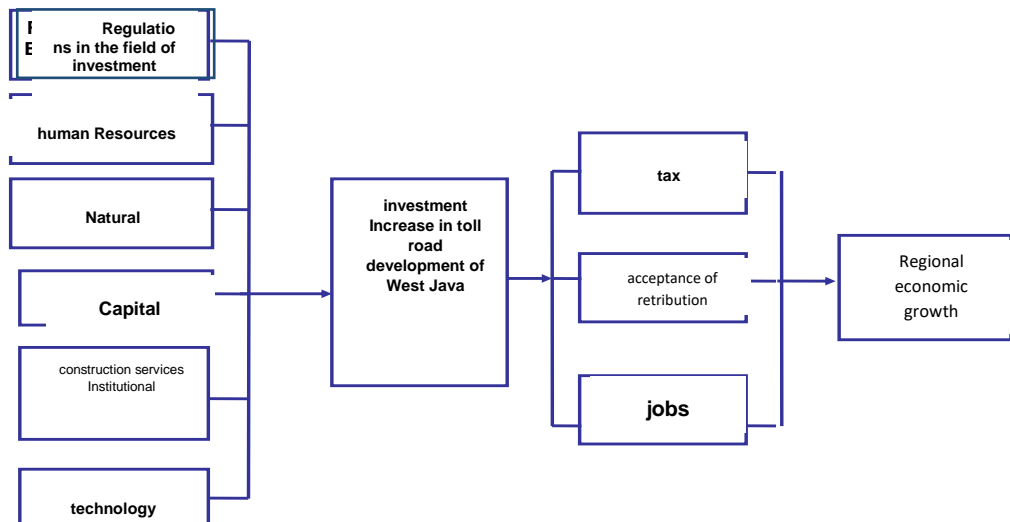 Regulatio
ns in the field of
investment
human Resources
Natural
Capital
construction services
Institutional
technology
investment
Increase in toll
road
development of
West Java
tax
acceptance of
retribution
jobs
Regional
economic
growth